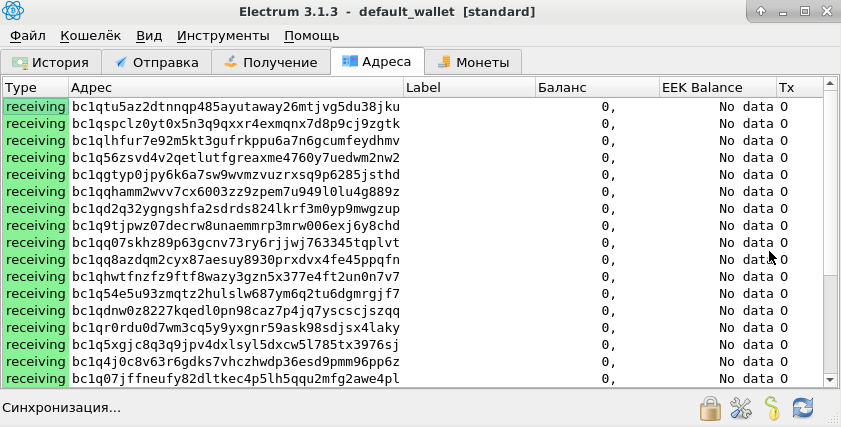 Electrum 3.1.3 - default_wallet [standard]
Файл Кошелёк Вид Инструменты Помощь
История Отправка Получение Адреса Монеты
Type Адрес Label Баланс EEK Balance Tx
receiving bc1qtu5az2dtnnqp485ayutaway26mtjvg5du38jku 0, No data 0
receiving bc1qspclz0yt0x5n3q9qxxr4exmqnx7d8p9cj9zgtk 0, No data 0
receiving bc1qlhfur7e92m5kt3gufrkppu6a7n6gcumfeydhmv 0, No data 0
receiving bc1q56zsvd4v2qetlutfgreaxme4760y7uedwm2nw2 0, No data 0
receiving bc1qgtyp0jpy6k6a7sw9wvmzvuzrxsq9p6285jsthd 0, No data 0
receiving bc1qqhamm2wvv7cx6003zz9zpem7u949l0lu4g889z 0, No data 0
receiving bc1qd2q32ygngshfa2sdrds824lkrf3m0yp9mwgzup 0, No data 0
receiving bc1q9tjpwz07decrw8unaemmrp3mrw006exj6y8chd 0, No data 0
receiving bc1qq07skhz89p63gcnv73ry6rjjwj763345tqplvt 0, No data 0
receiving bc1qq8azdqm2cyx87aesuy8930prxdvx4fe45ppqfn 0, No data 0
receiving bc1qhwtfnzfz9ftf8wazy3gzn5x377e4ft2un0n7v7 0, No data 0
receiving bc1q54e5u93zmqtz2hulslw687ym6q2tu6dgmrgjf7 0, No data 0
receiving bc1qdnw0z8227kqedl0pn98caz7p4jq7yscscjszqq 0, No data 0
receiving bc1qr0rdu0d7wm3cq5y9yxgnr59ask98sdjsx4laky 0, No data 0
receiving bc1q5xgjc8q3q9jpv4dxlsyl5dxcw5l785tx3976sj 0, No data 0
receiving bc1q4j0c8v63r6gdks7vhczhwdp36esd9pmm96pp6z 0, No data 0
receiving bc1q07jffneufy82dltkec4p5lh5qqu2mfg2awe4pl 0, No data 0
Синхронизация...